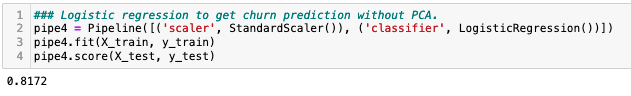 1 ### Logistic regression to get churn prediction without PCA.
2 pipe4 = Pipeline([('scaler', StandardScaler()), ('classifier', LogisticRegression())])
3 pipe4.fit(X_train, y_train)
4 pipe4.score(X_test, y_test)
0.8172